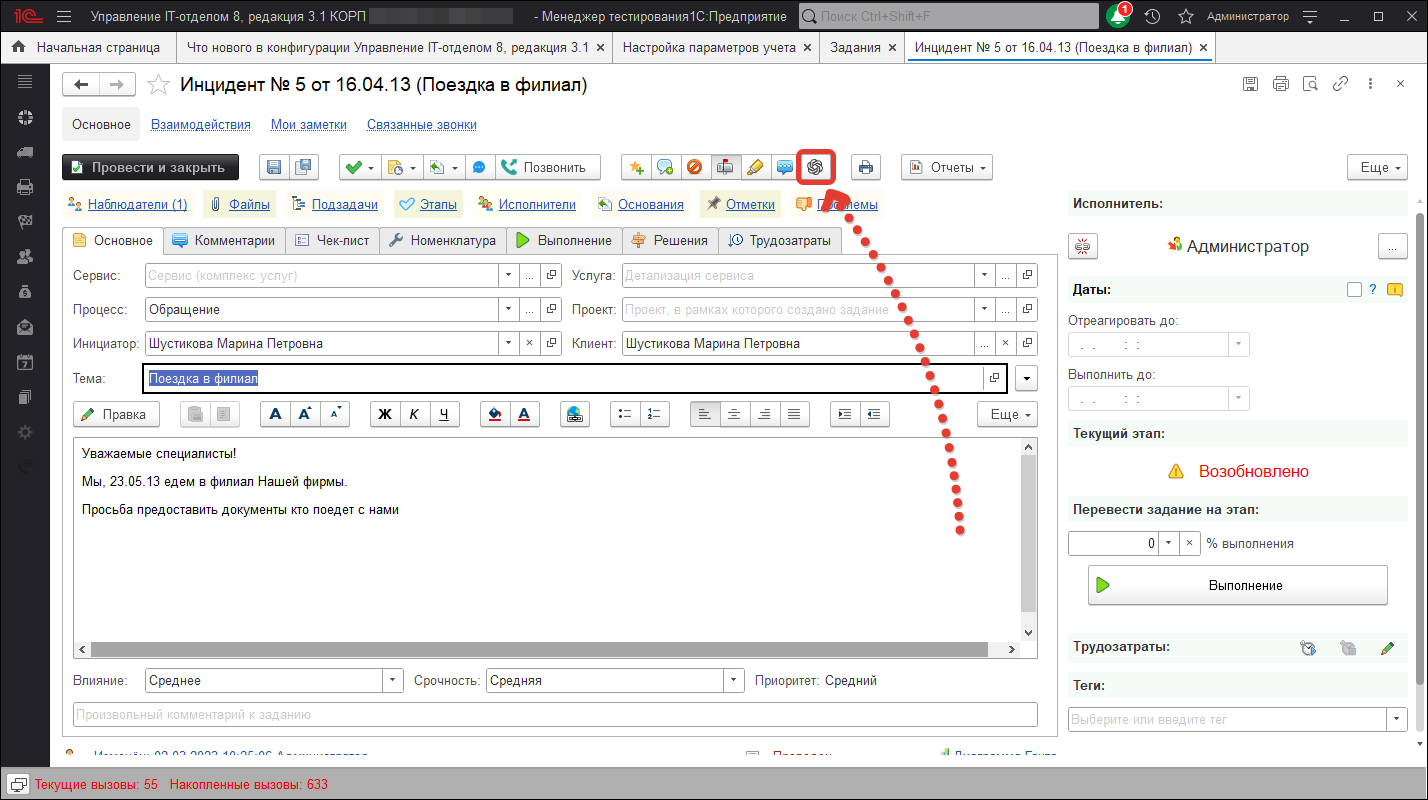 1С Управление IT-отделом 8, редакция 3.1 КОРП - Менеджер тестирования1С:Предприятие Поиск Ctrl+Shift+F 1 Администратор
Начальная страница Что нового в конфигурации Управление IT-отделом 8, редакция 3.1 Настройка параметров учета Задания Инцидент № 5 от 16.04.13 (Поездка в филиал)
Инцидент № 5 от 16.04.13 (Поездка в филиал)
Основное Взаимодействия Мои заметки Связанные звонки
Провести и закрыть Позвонить Отчеты Еще
Наблюдатели (1) Файлы Подзадачи Этапы Исполнители Основания Отметки
Основное Комментарии Чек-лист Номенклатура Выполнение Решения Трудозатраты
Сервис: Сервис (комплекс услуг) ... Услуга: Детализация сервиса ...
Процесс: Обращение ... Проект: Проект, в рамках которого создано задание ...
Инициатор: Шустикова Марина Петровна Клиент: Шустикова Марина Петровна ...
Тема: Поездка в филиал
Правка А А А Ж К Ч А Еще
Уважаемые специалисты!
Мы, 23.05.13 едем в филиал Нашей фирмы.
Просьба предоставить документы кто поедет с нами
Влияние: Среднее Срочность: Средняя Приоритет: Средний
Произвольный комментарий к заданию
Исполнитель:
Администратор ...
Даты: ?
Отреагировать до:
. . : :
Выполнить до:
. . : :
Текущий этап:
Возобновлено
Перевести задание на этап:
0 % выполнения
Выполнение
Трудозатраты:
Теги:
Выберите или введите тег
Текущие вызовы: 55 Накопленные вызовы: 633